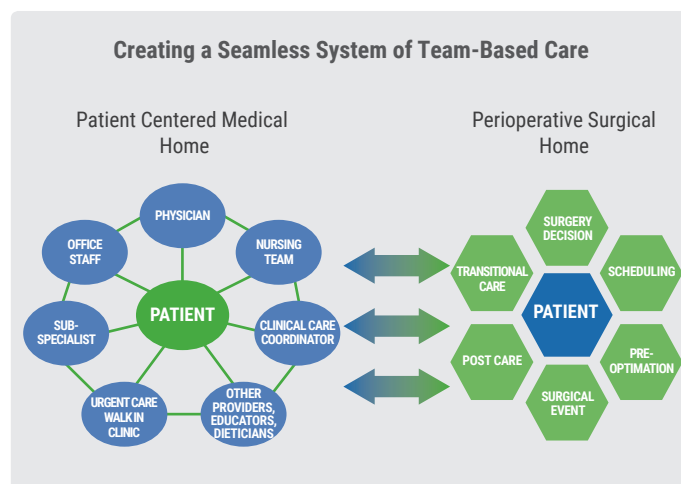 Creating a Seamless System of Team-Based Care
Patient Centered Medical
Home
PHYSICIAN
OFFICE
STAFF
NURSING
TEAM
PATIENT
SUB-
SPECIALIST
CLINICAL CARE
COORDINATOR
URGENT CARE
WALK IN
CLINIC
OTHER
PROVIDERS,
EDUCATORS,
DIETICIANS
Perioperative Surgical
Home
SURGERY
DECISION
TRANSITIONAL
CARE
SCHEDULING
PATIENT
POST CARE
PRE-
OPTIMATION
SURGICAL
EVENT